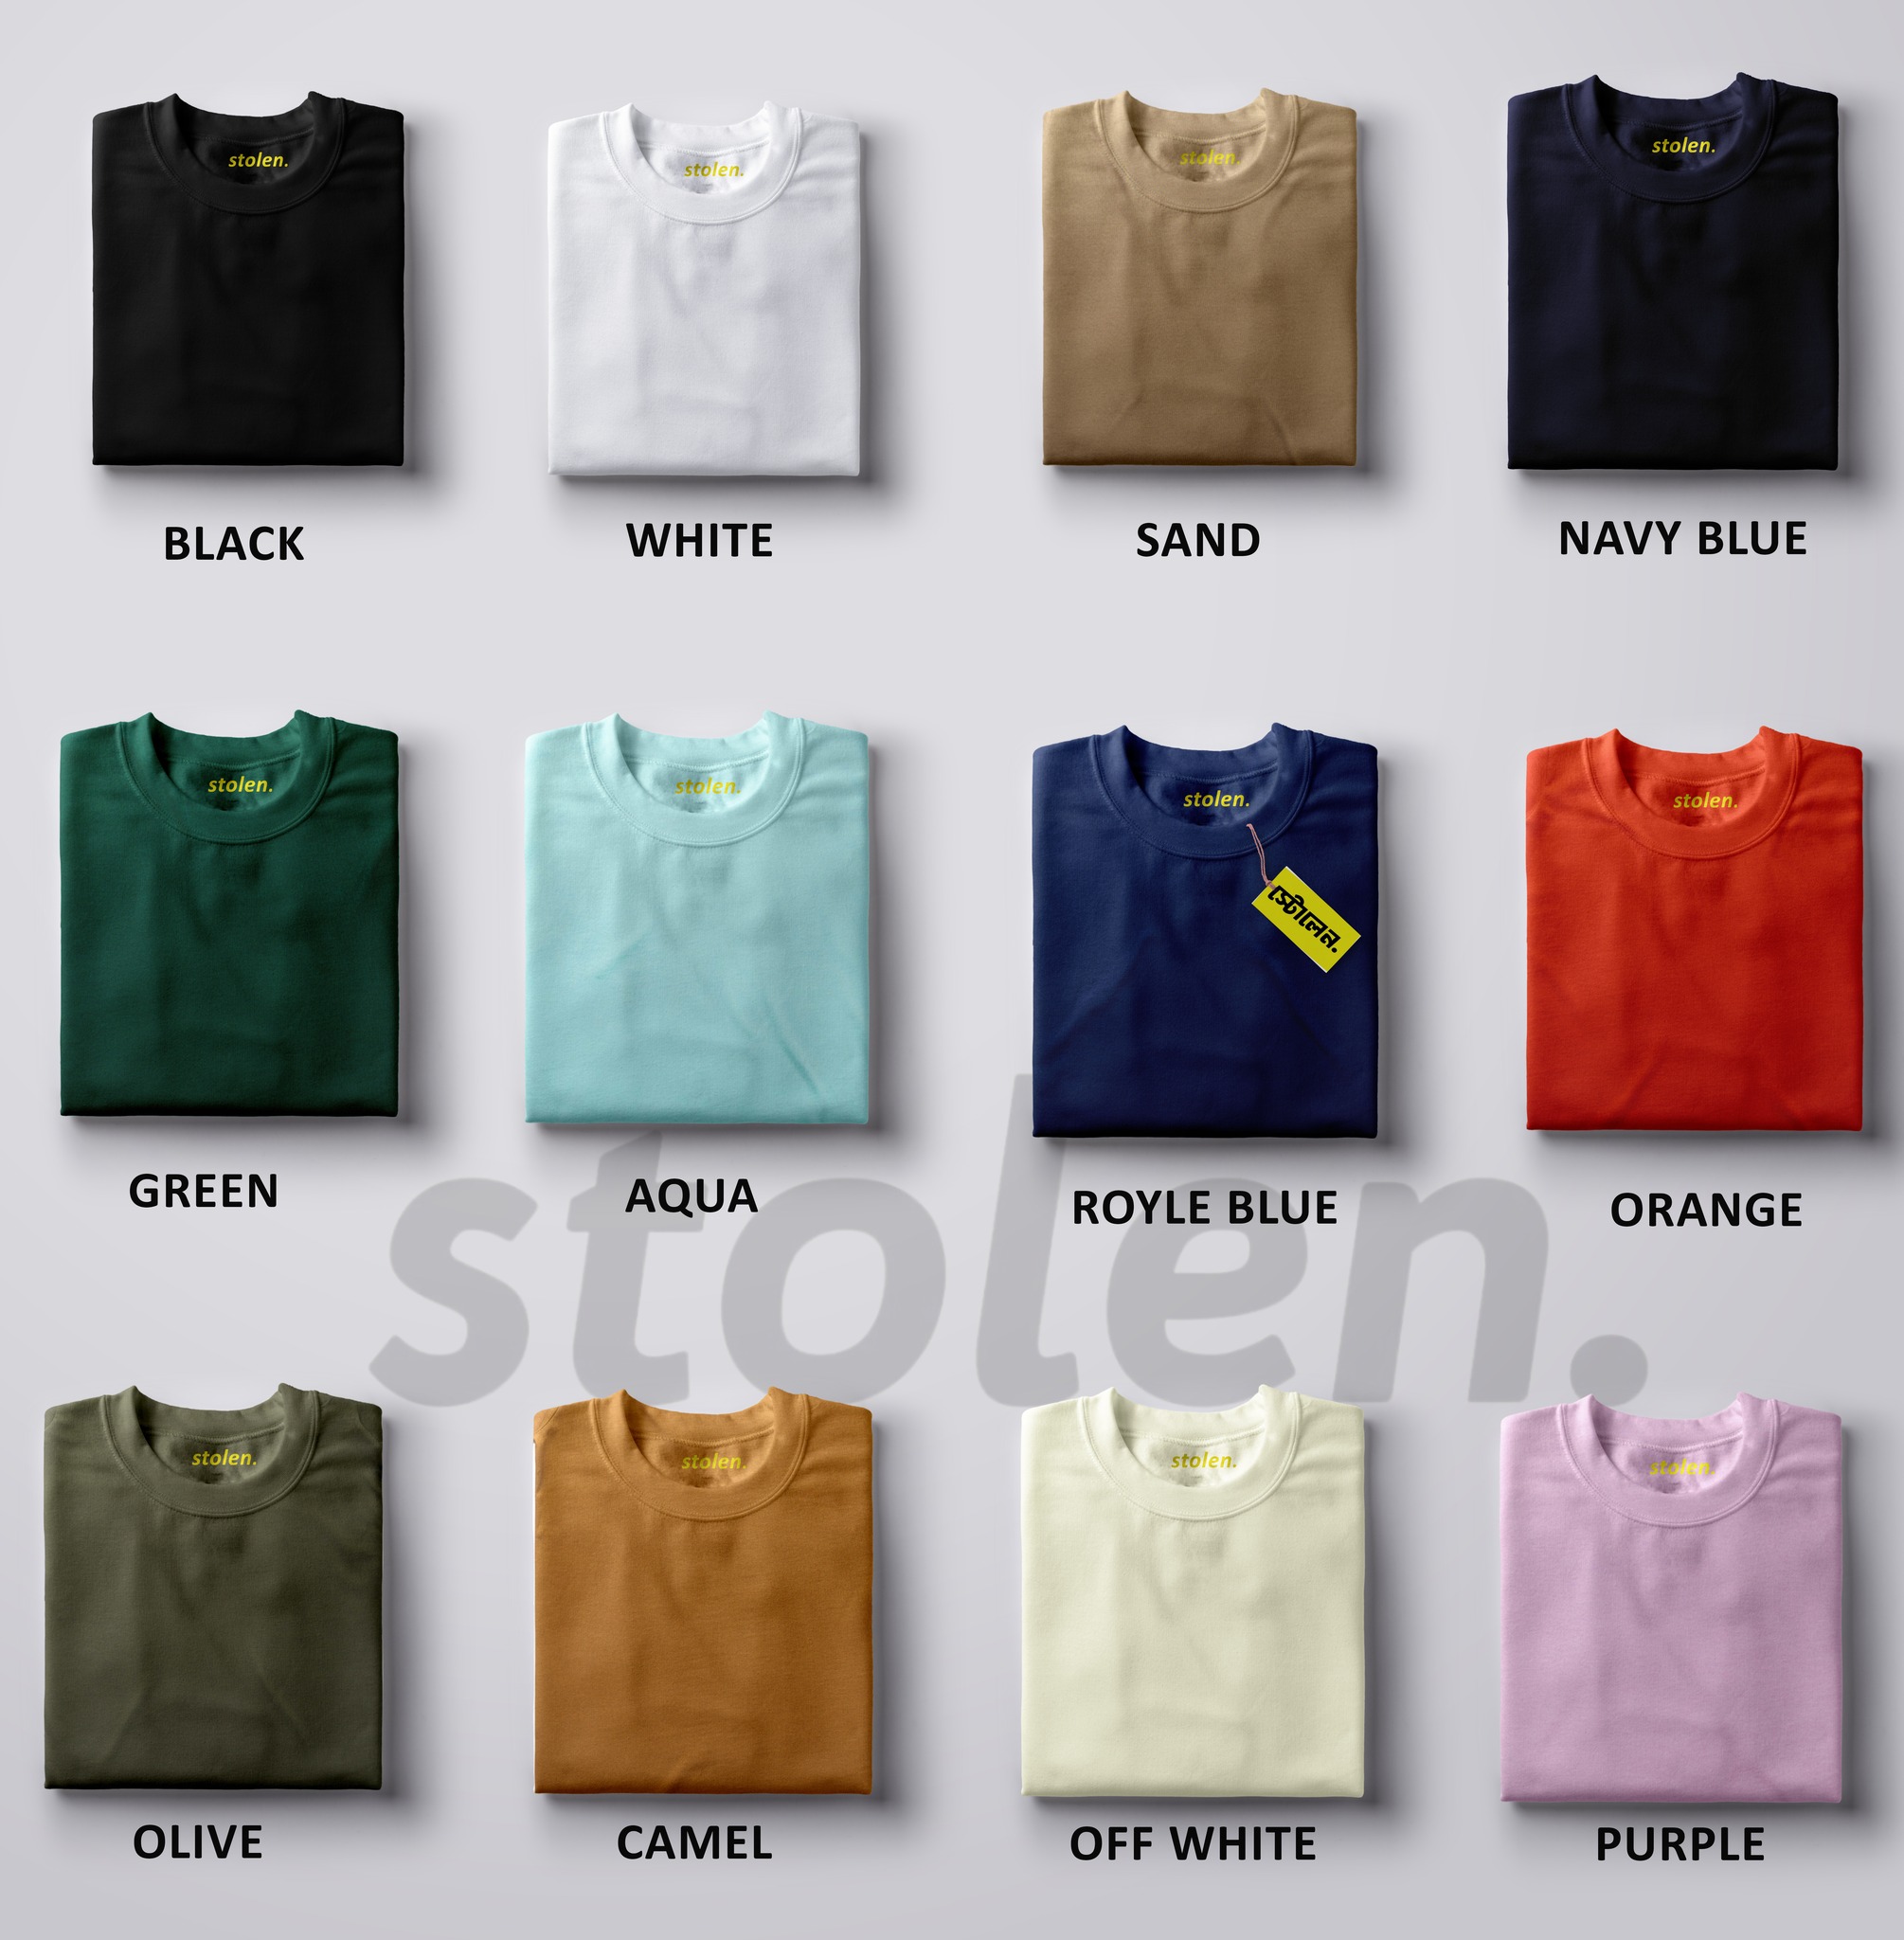 stolen.
stolen.
stolen.
stolen.
BLACK
WHITE
SAND
NAVY BLUE
stolen.
stolen.
stolen.
stolen.
স্টোলেন.
GREEN
AQUA
ROYLE BLUE
ORANGE
stolen.
stolen.
stolen.
stolen.
stolen.
OLIVE
CAMEL
OFF WHITE
PURPLE